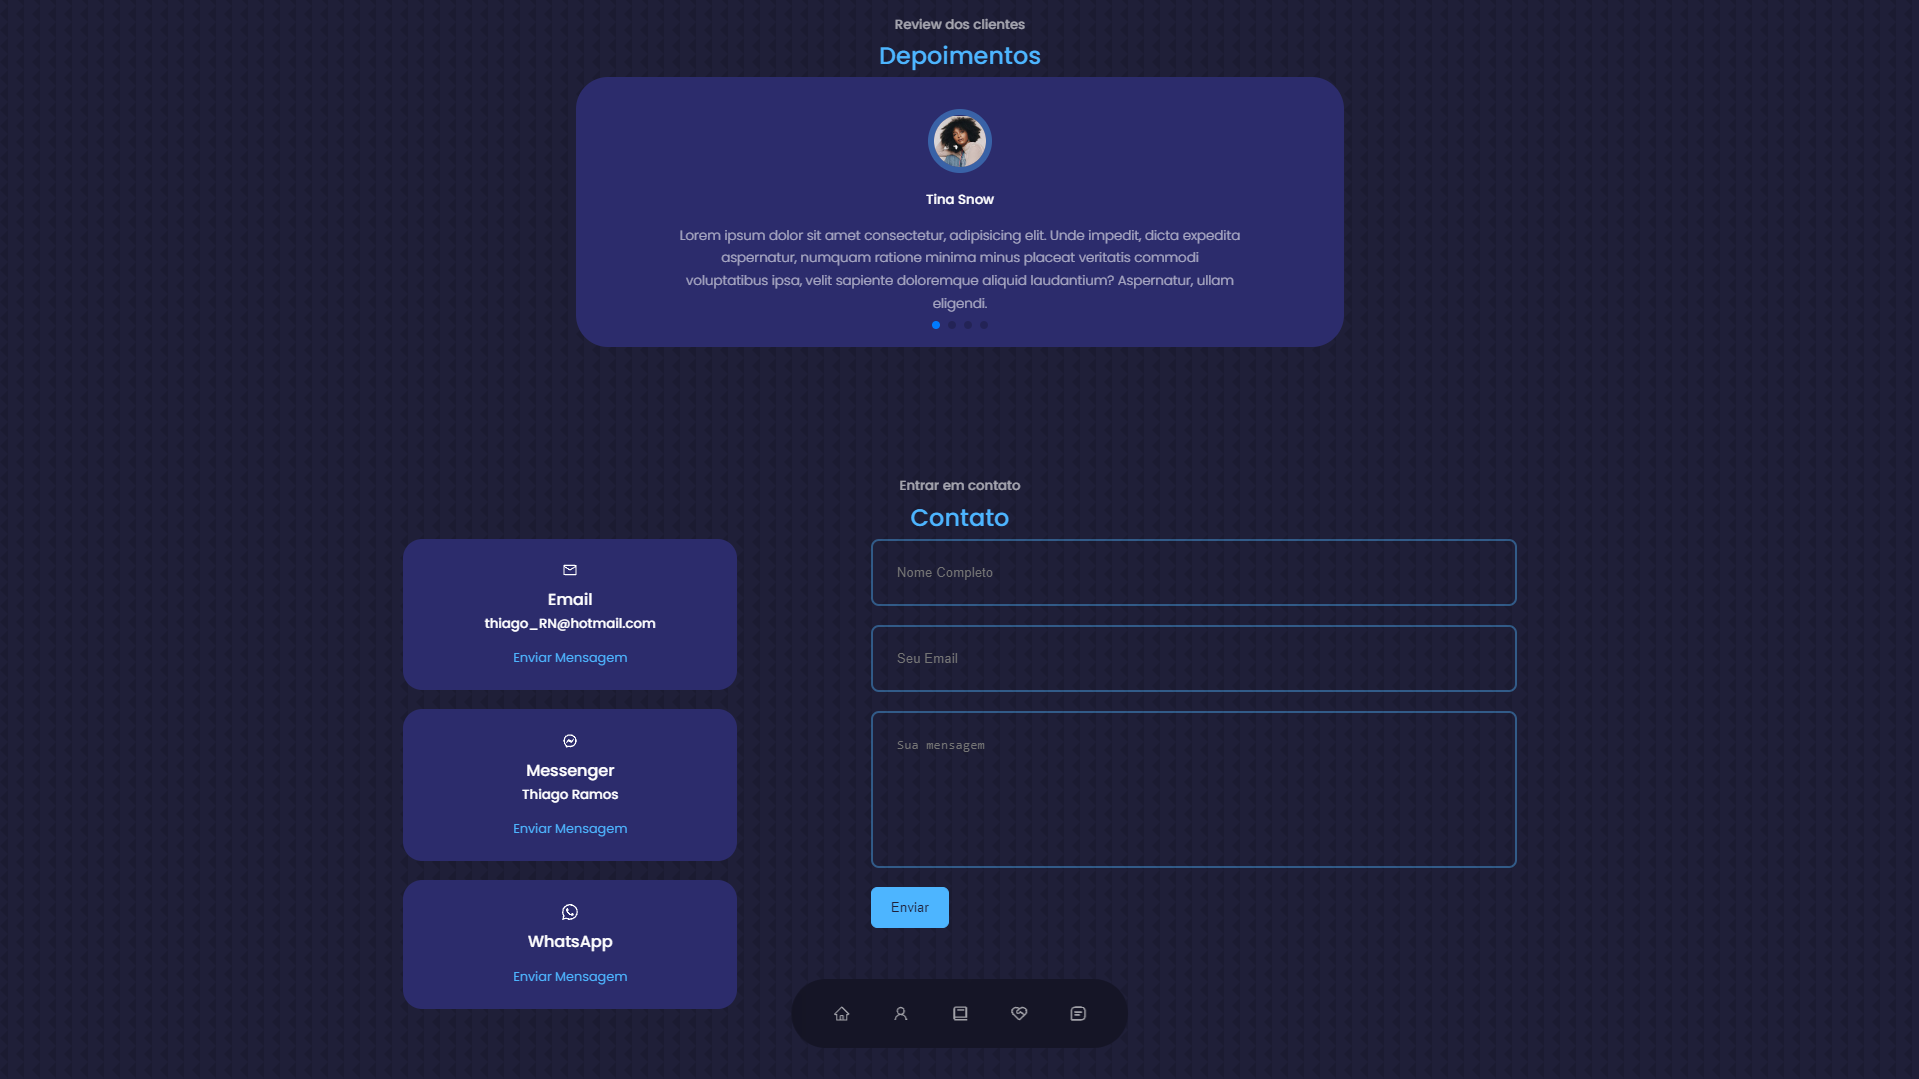 Review dos clientes
Depoimentos
Tina Snow
Lorem ipsum dolor sit amet consectetur, adipisicing elit. Unde impedit, dicta expedita
aspernatur, numquam ratione minima minus placeat veritatis commodi
voluptatibus ipsa, velit sapiente doloremque aliquid laudantium? Aspernatur, ullam
eligendi.
Entrar em contato
Contato
Email
thiago_RN@hotmail.com
Enviar Mensagem
Messenger
Thiago Ramos
Enviar Mensagem
WhatsApp
Enviar Mensagem
Nome Completo
Seu Email
Sua mensagem
Enviar